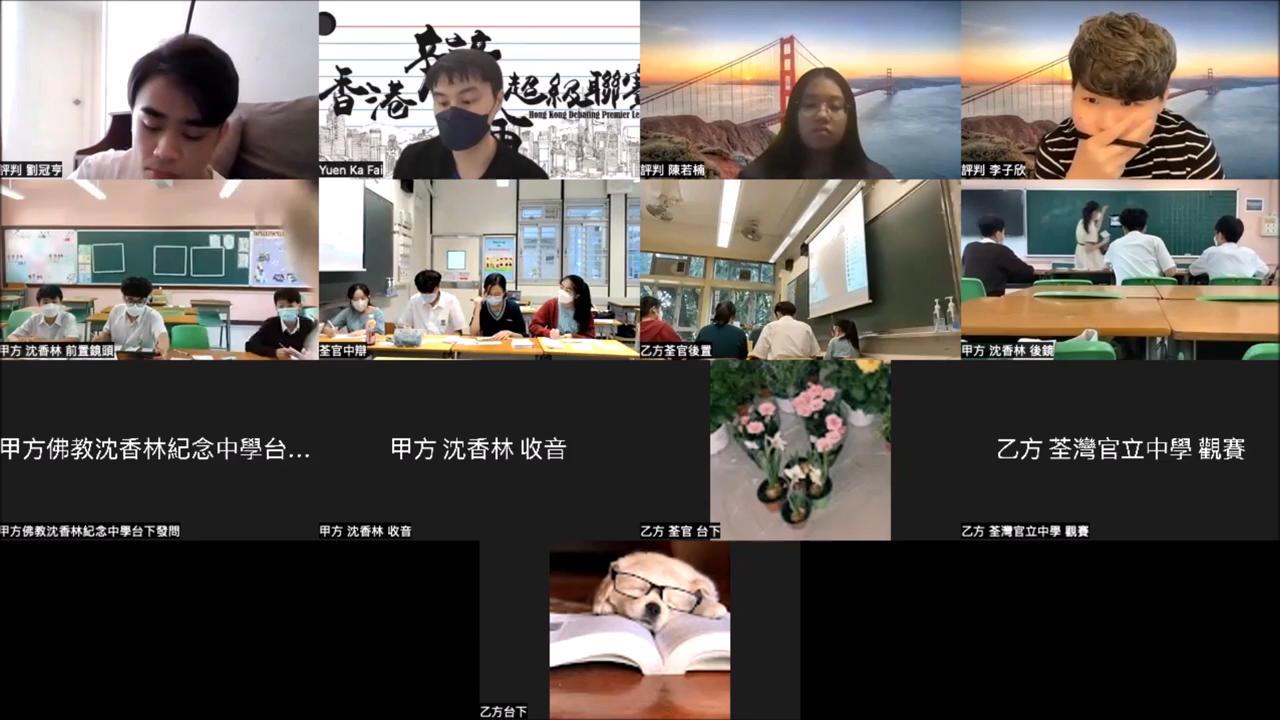 香港
超級聯賽
Hong Kong Debating Premier Le
評判 劉冠亨
Yuen Ka Fai
評判 陳若楠
評判 李子欣
甲方 沈香林 前置鏡頭
荃官中辯
乙方荃官後置
甲方 沈香林 後鏡
甲方佛教沈香林紀念中學台...
甲方 沈香林 收音
乙方 荃灣官立中學 觀賽
甲方佛教沈香林紀念中學台下發問
甲方 沈香林 收音
乙方 荃官 台下
乙方 荃灣官立中學 觀賽
乙方台下